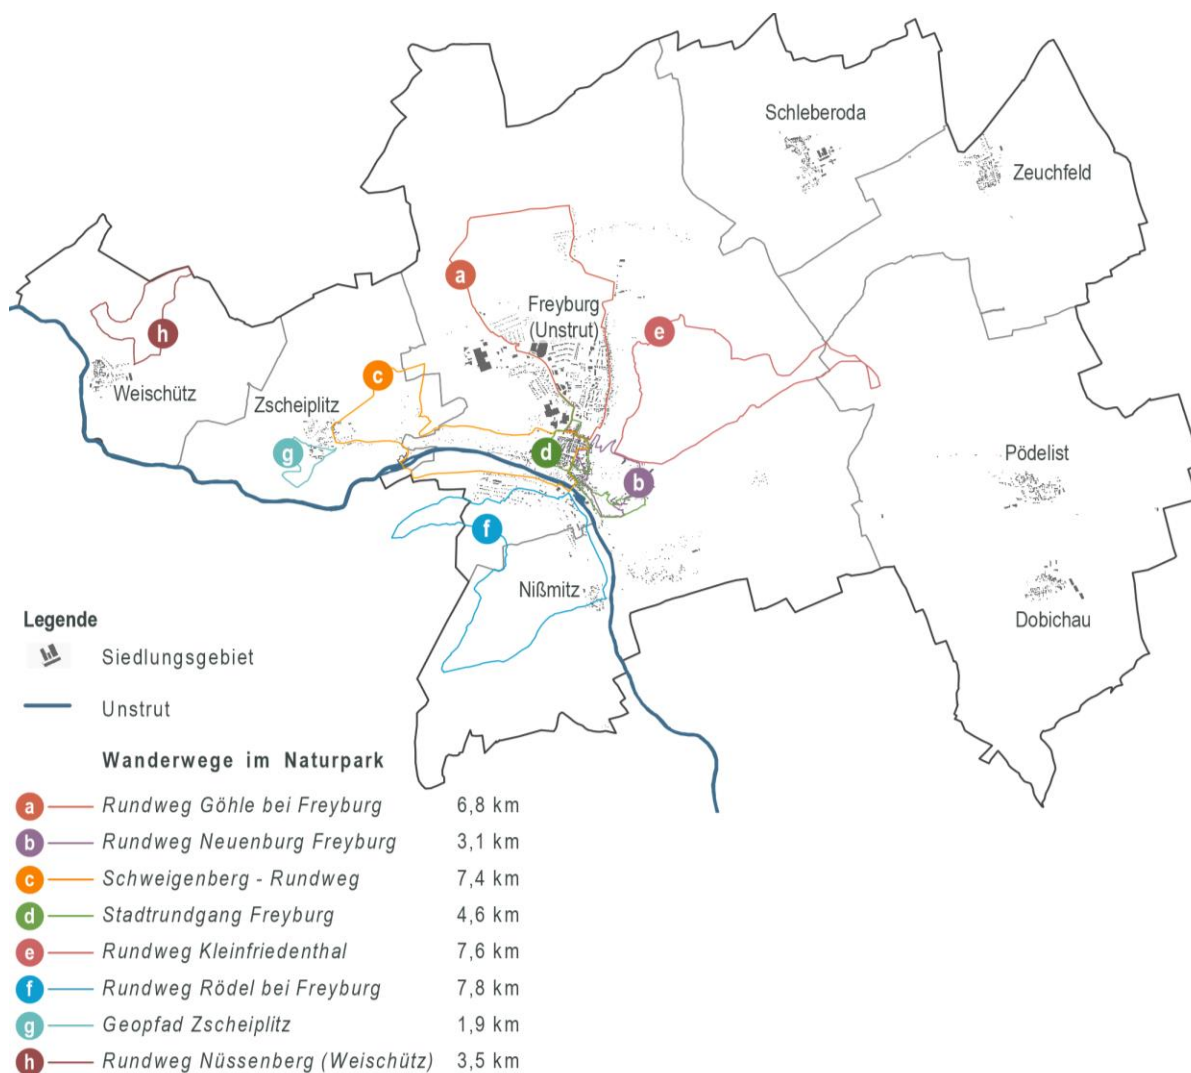 Schleberoda
Zeuchfeld
a
Freyburg
(Unstrut)
e
h
Weischütz
c
Zscheiplitz
g
d
b
Pödelist
f
Nißmitz
Dobichau
Legende
Siedlungsgebiet
Unstrut
Wanderwege im Naturpark
a Rundweg Göhle bei Freyburg 6,8 km
b Rundweg Neuenburg Freyburg 3,1 km
c Schweigenberg - Rundweg 7,4 km
d Stadtrundgang Freyburg 4,6 km
e Rundweg Kleinfriedenthal 7,6 km
f Rundweg Rödel bei Freyburg 7,8 km
g Geopfad Zscheiplitz 1,9 km
h Rundweg Nüssenberg (Weischütz) 3,5 km